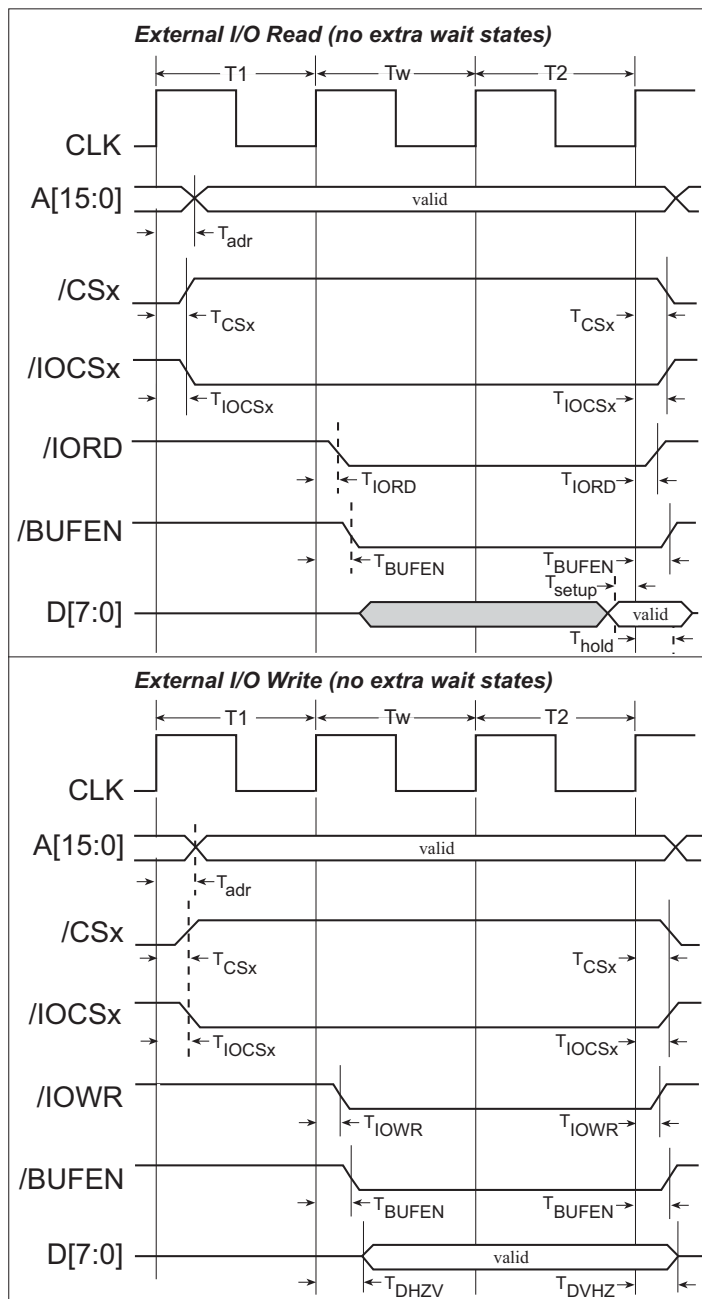 External I/O Read (no extra wait states)
T1 Tw T2
CLK
A[15:0] valid
Tadr
/CSx
TCSx TCSx
/IOCSx
TIOCSx TIOCSx
/IORD
TIORD TIORD
/BUFEN
TBUFEN TBUFEN
Tsetup
D[7:0] valid
Thold
External I/O Write (no extra wait states)
T1 Tw T2
CLK
A[15:0] valid
Tadr
/CSx
TCSx TCSx
/IOCSx
TIOCSx TIOCSx
/IOWR
TIOWR TIOWR
/BUFEN
TBUFEN TBUFEN
D[7:0] valid
TDHZV TDVHZ